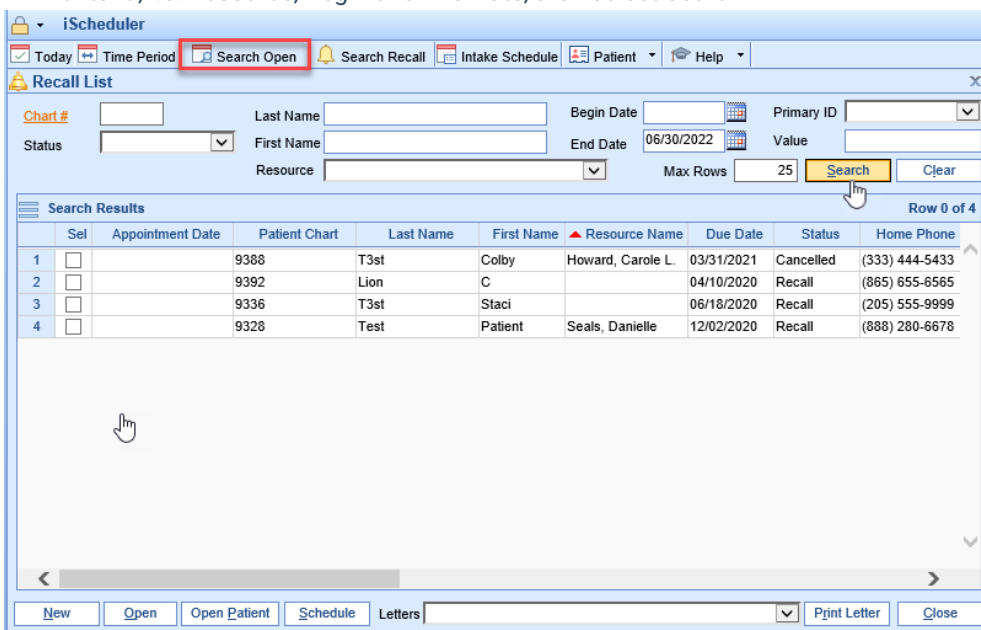 iScheduler
Today Time Period Search Open Search Recall Intake Schedule Patient Help
Recall List X
Chart # Last Name Begin Date Primary ID
Status First Name End Date 06/30/2022 Value
Resource Max Rows 25 Search Clear
Search Results Row 0 of 4
Sel Appointment Date Patient Chart Last Name First Name Resource Name Due Date Status Home Phone
1 9388 T3st Colby Howard, Carole L. 03/31/2021 Cancelled (333) 444-5433
2 9392 Lion C 04/10/2020 Recall (865) 655-6565
3 9336 T3st Staci 06/18/2020 Recall (205) 555-9999
4 9328 Test Patient Seals, Danielle 12/02/2020 Recall (888) 280-6678
New Open Open Patient Schedule Letters Print Letter Close